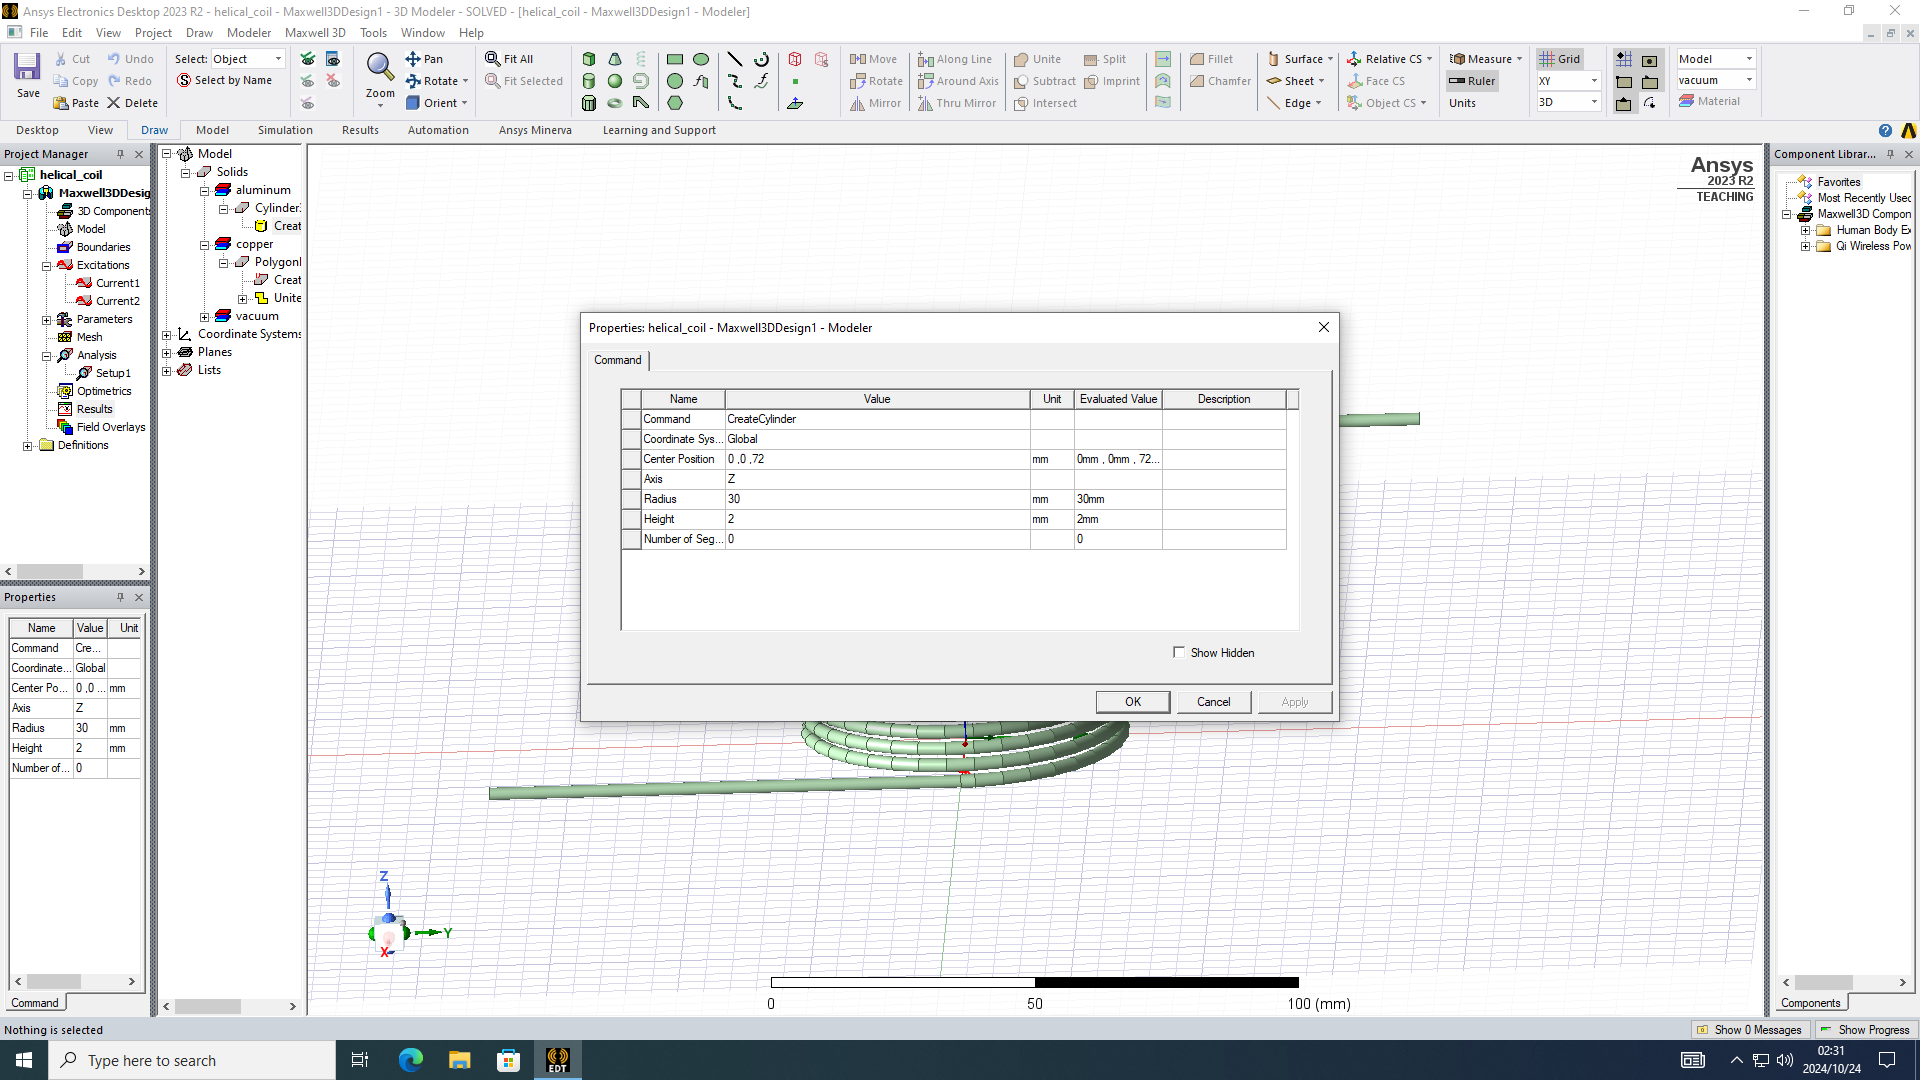 Ansys Electronics Desktop 2023 R2 - helical_coil - Maxwell3DDesign1 - 3D Modeler - SOLVED - [helical_coil - Maxwell3DDesign1 - Modeler]
File Edit View Project Draw Modeler Maxwell 3D Tools Window Help
Save
Cut Undo
Copy Redo
Paste Delete
Select: Object
Select by Name
Zoom
Pan
Rotate
Orient
Fit All
Fit Selected
Move Along Line Unite Split
Rotate Around Axis Subtract Imprint
Mirror Thru Mirror Intersect
Fillet
Chamfer
Surface
Sheet
Edge
Relative CS
Face CS
Object CS
Measure
Ruler
Units
Grid
XY
3D
Model
vacuum
Material
Desktop View Draw Model Simulation Results Automation Ansys Minerva Learning and Support
Project Manager
helical_coil
Maxwell3DDesig
3D Component
Model
Boundaries
Excitations
Current1
Current2
Parameters
Mesh
Analysis
Setup1
Optimetrics
Results
Field Overlays
Definitions
Model
Solids
aluminum
Cylinder
Creat
copper
Polygon
Creat
Unite
vacuum
Coordinate Systems
Planes
Lists
Properties
Name Value Unit
Command Cre...
Coordinate... Global
Center Po... 0 ,0 ... mm
Axis Z
Radius 30 mm
Height 2 mm
Number of... 0
Command
Properties: helical_coil - Maxwell3DDesign1 - Modeler
Command
Name Value Unit Evaluated Value Description
Command CreateCylinder
Coordinate Sys... Global
Center Position 0 ,0 ,72 mm 0mm , 0mm , 72...
Axis Z
Radius 30 mm 30mm
Height 2 mm 2mm
Number of Seg... 0 0
Show Hidden
OK Cancel Apply
Ansys
2023 R2
TEACHING
Z
Y
X
0 50 100 (mm)
Component Librar...
Favorites
Most Recently Used
Maxwell3D Compon
Human Body Ex
Qi Wireless Pow
Components
Nothing is selected
Show 0 Messages Show Progress
Type here to search
EDT
02:31
2024/10/24